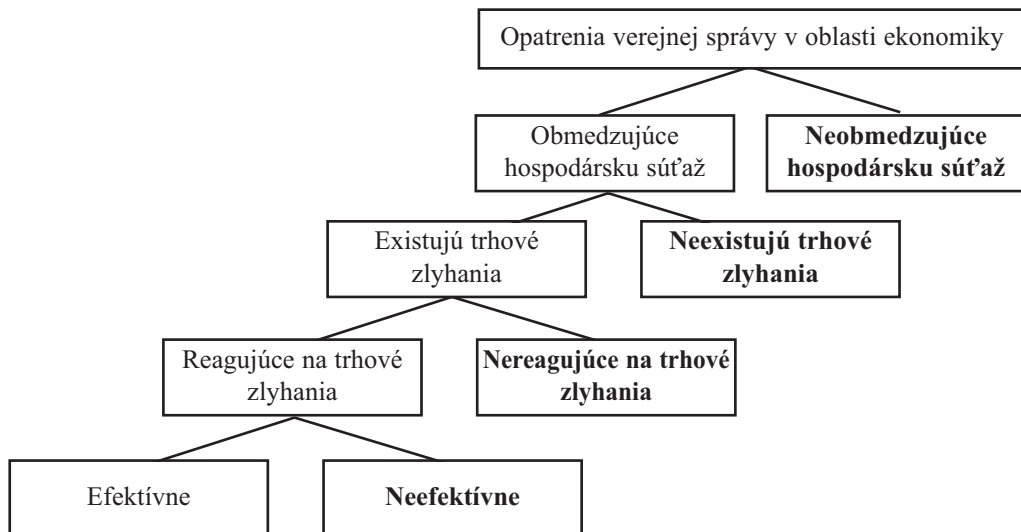 Opatrenia verejnej správy v oblasti ekonomiky
Obmedzujúce
hospodársku súťaž
Neobmedzujúce
hospodársku súťaž
Existujú trhové
zlyhania
Neexistujú trhové
zlyhania
Reagujúce na trhové
zlyhania
Nereagujúce na trhové
zlyhania
Efektívne
Neefektívne